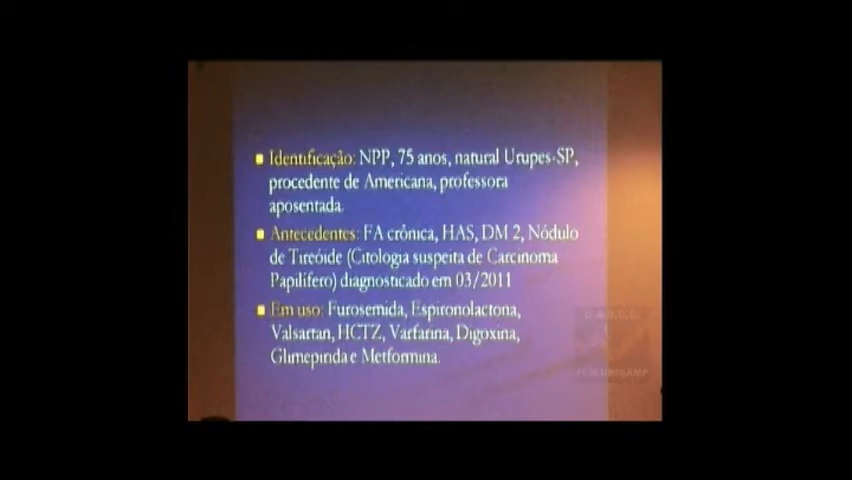 Identificação: NPP, 75 anos, natural Urupes-SP,
procedente de Americana, professora
aposentada.
Antecedentes: FA crônica, HAS, DM 2, Nódulo
de Tireóide (Citologia suspeita de Carcinoma
Papilífero) diagnosticado em 03/2011
Em uso: Furosemida, Espironolactona,
Valsartan, HCTZ, Varfarina, Digoxina,
Glimepirida e Metformina.
UNICAMP